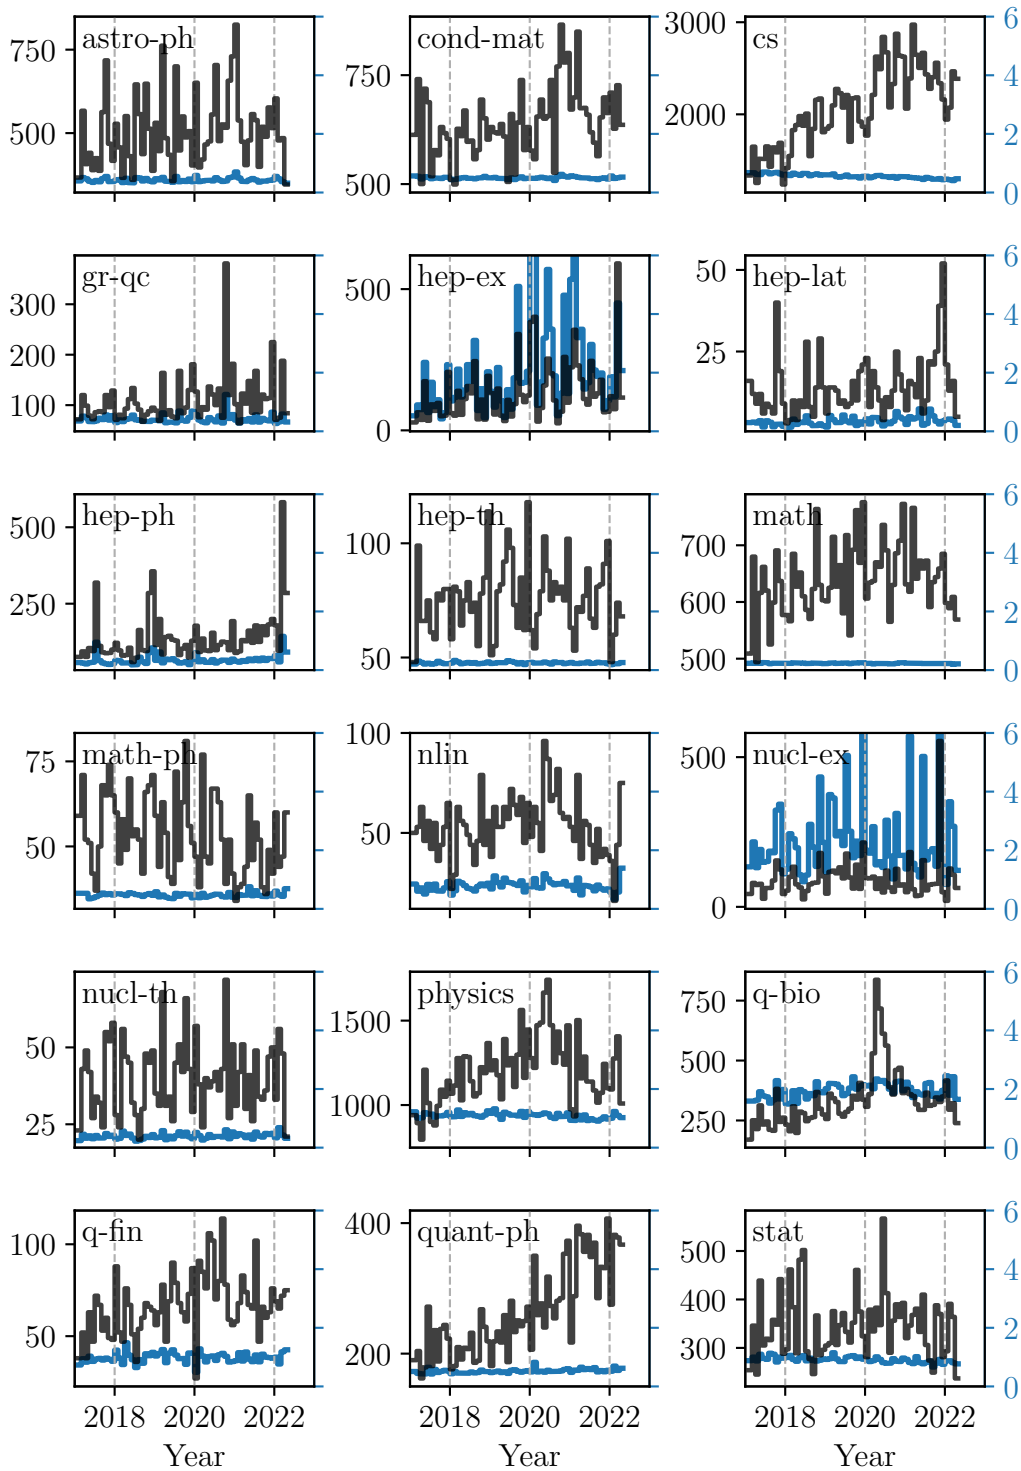 astro-ph
750
500
cond-mat
750
500
cs
3000
2000
6
4
2
0
gr-qc
300
200
100
hep-ex
500
0
hep-lat
50
25
6
4
2
0
hep-ph
500
250
hep-th
100
50
math
700
600
500
6
4
2
0
math-ph
75
50
nlin
100
50
nucl-ex
500
0
6
4
2
0
nucl-th
50
25
physics
1500
1000
q-bio
750
500
250
6
4
2
0
q-fin
100
50
quant-ph
400
200
stat
500
400
300
6
4
2
0
2018 2020 2022
2018 2020 2022
2018 2020 2022
Year
Year
Year